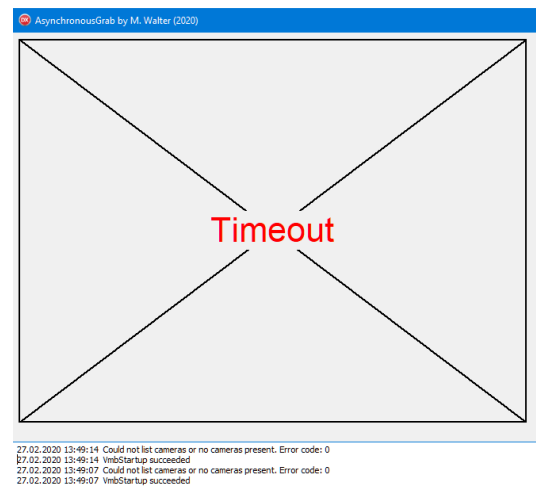 DX AsynchronousGrab by M. Walter (2020)
Timeout
27.02.2020 13:49:14 Could not list cameras or no cameras present. Error code: 0
27.02.2020 13:49:14 VmbStartup succeeded
27.02.2020 13:49:07 Could not list cameras or no cameras present. Error code: 0
27.02.2020 13:49:07 VmbStartup succeeded